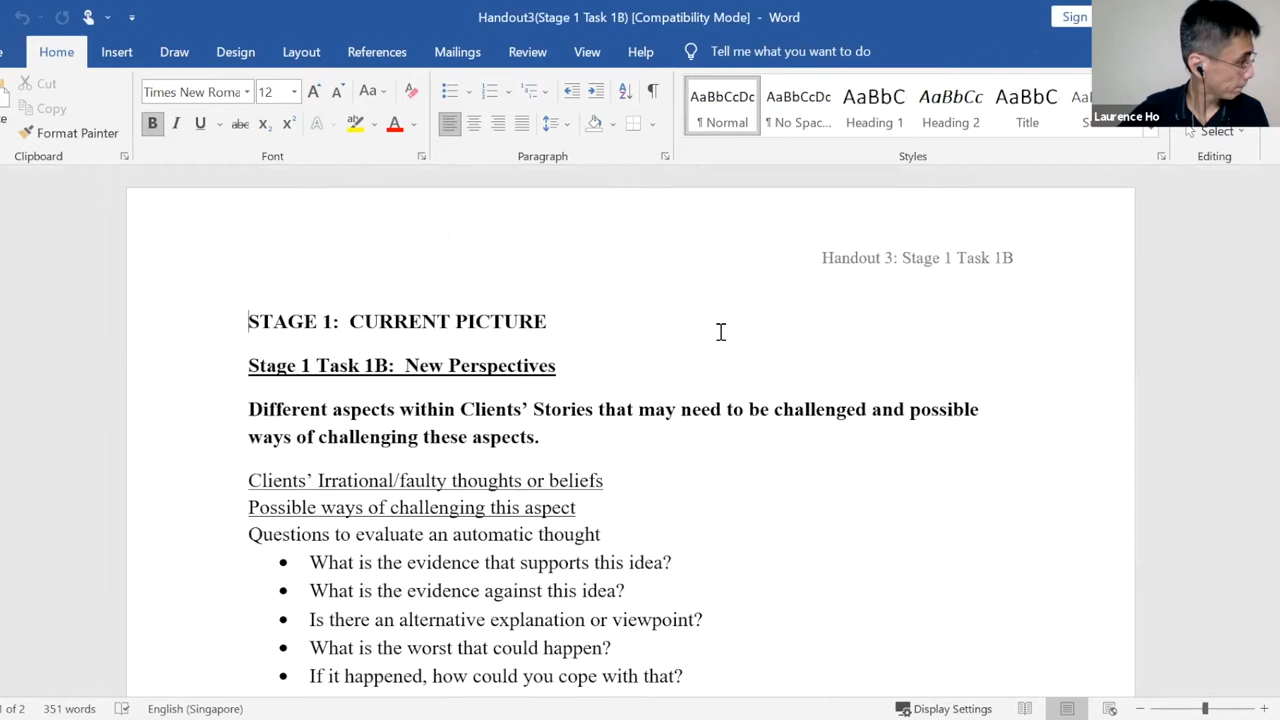 Handout3(Stage 1 Task 1B) [Compatibility Mode] - Word
Sign
Home Insert Draw Design Layout References Mailings Review View Help Tell me what you want to do
Cut
Copy
Format Painter
Clipboard
Times New Roma 12
Font
Paragraph
AaBbCcDc AaBbCcDc AaBbC AaBbCc AaBbC
¶ Normal ¶ No Spac... Heading 1 Heading 2 Title
Styles
Laurence Ho
Select
Editing
Handout 3: Stage 1 Task 1B
STAGE 1: CURRENT PICTURE
Stage 1 Task 1B: New Perspectives
Different aspects within Clients’ Stories that may need to be challenged and possible
ways of challenging these aspects.
Clients’ Irrational/faulty thoughts or beliefs
Possible ways of challenging this aspect
Questions to evaluate an automatic thought
• What is the evidence that supports this idea?
• What is the evidence against this idea?
• Is there an alternative explanation or viewpoint?
• What is the worst that could happen?
• If it happened, how could you cope with that?
1 of 2 351 words English (Singapore) Display Settings